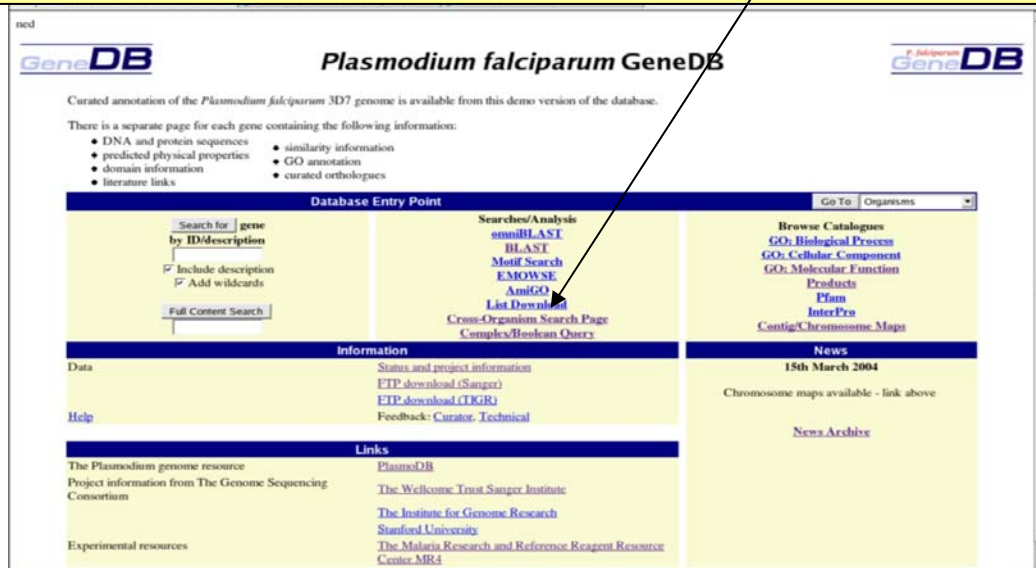 ned
GeneDB
Plasmodium falciparum GeneDB
P. falciparum
GeneDB
Curated annotation of the Plasmodium falciparum 3D7 genome is available from this demo version of the database.
There is a separate page for each gene containing the following information:
DNA and protein sequences
predicted physical properties
domain information
literature links
similarity information
GO annotation
curated orthologues
Database Entry Point
Go To Organisms
Search for gene
by ID/description
Include description
Add wildcards
Full Content Search
Searches/Analysis
omniBLAST
BLAST
Motif Search
EMOWSE
AmiGO
List Download
Cross-Organism Search Page
Complex/Boolean Query
Browse Catalogues
GO: Biological Process
GO: Cellular Component
GO: Molecular Function
Products
Pfam
InterPro
Contig/Chromosome Maps
Information
Data
Status and project information
FTP download (Sanger)
FTP download (TIGR)
Help
Feedback: Curator, Technical
News
15th March 2004
Chromosome maps available - link above
News Archive
Links
The Plasmodium genome resource
PlasmoDB
Project information from The Genome Sequencing
Consortium
The Wellcome Trust Sanger Institute
The Institute for Genome Research
Stanford University
Experimental resources
The Malaria Research and Reference Reagent Resource
Center MR4